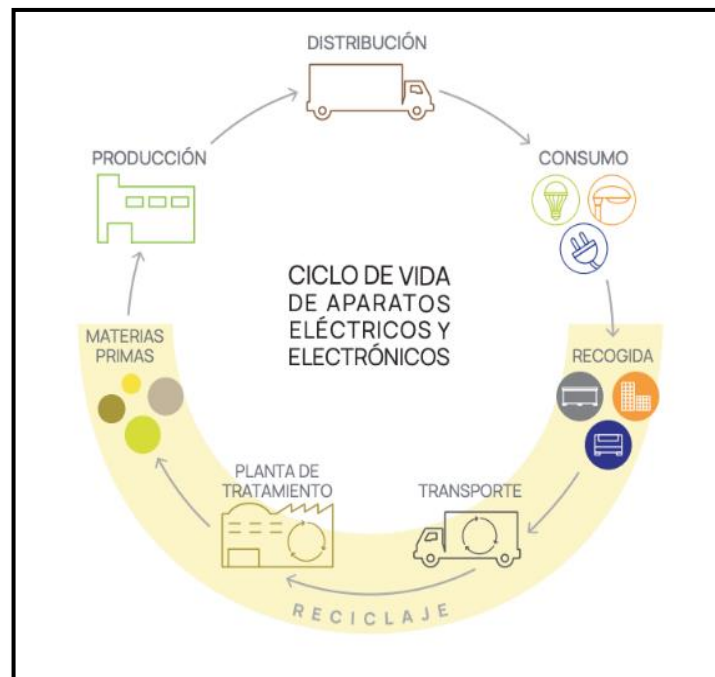 DISTRIBUCIÓN
PRODUCCIÓN
CONSUMO
CICLO DE VIDA
DE APARATOS
ELÉCTRICOS Y
ELECTRÓNICOS
MATERIAS
PRIMAS
RECOGIDA
PLANTA DE
TRATAMIENTO
TRANSPORTE
RECICLAJE